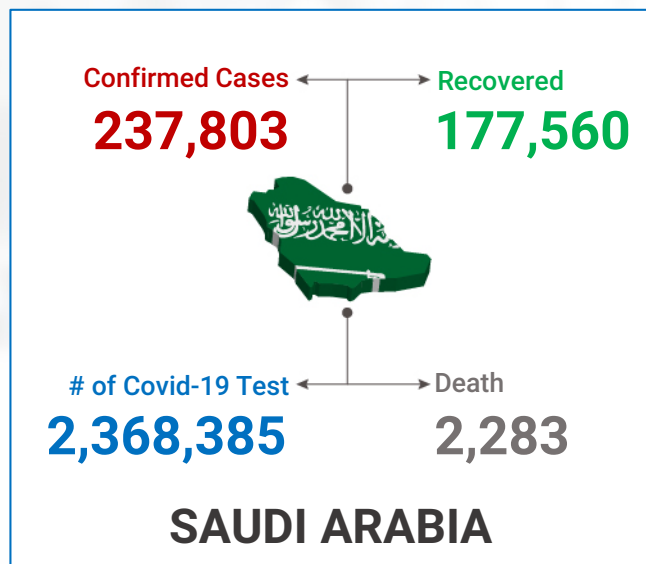 Confirmed Cases
237,803
Recovered
177,560
# of Covid-19 Test
2,368,385
Death
2,283
SAUDI ARABIA